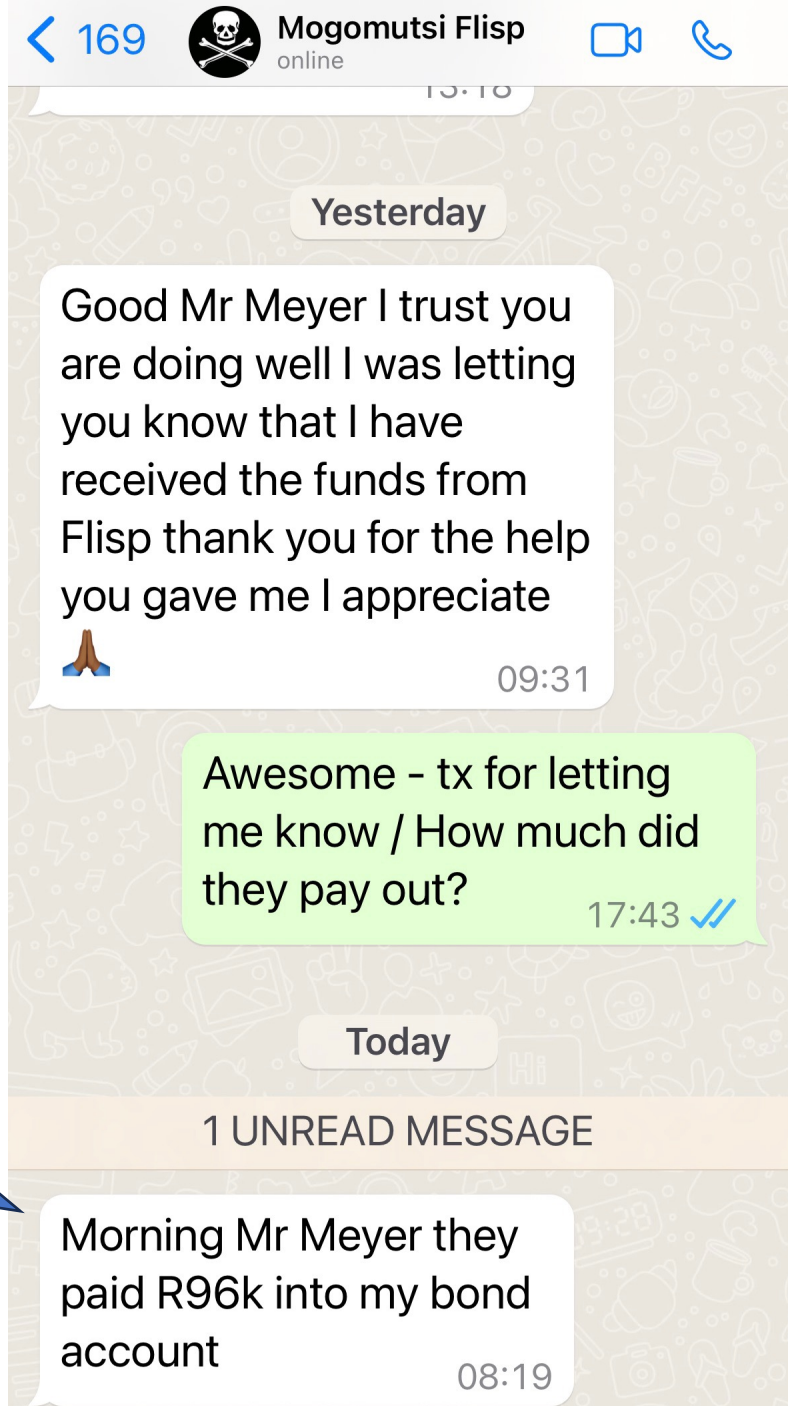 169
Mogomutsi Flisp
online
13:18
Yesterday
Good Mr Meyer I trust you
are doing well I was letting
you know that I have
received the funds from
Flisp thank you for the help
you gave me I appreciate
🙏🏾
09:31
Awesome - tx for letting
me know / How much did
they pay out?
17:43
Today
1 UNREAD MESSAGE
Morning Mr Meyer they
paid R96k into my bond
account
08:19